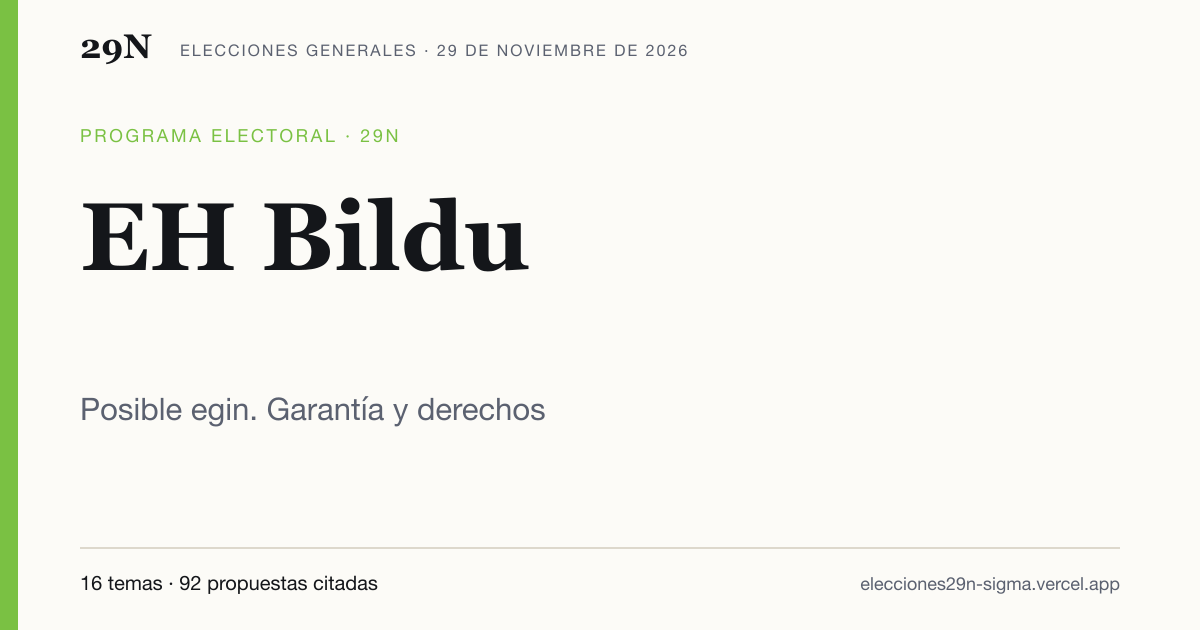 29N ELECCIONES GENERALES · 29 DE NOVIEMBRE DE 2026
PROGRAMA ELECTORAL · 29N
EH Bildu
Posible egin. Garantía y derechos
16 temas · 92 propuestas citadas
elecciones29n-sigma.vercel.app